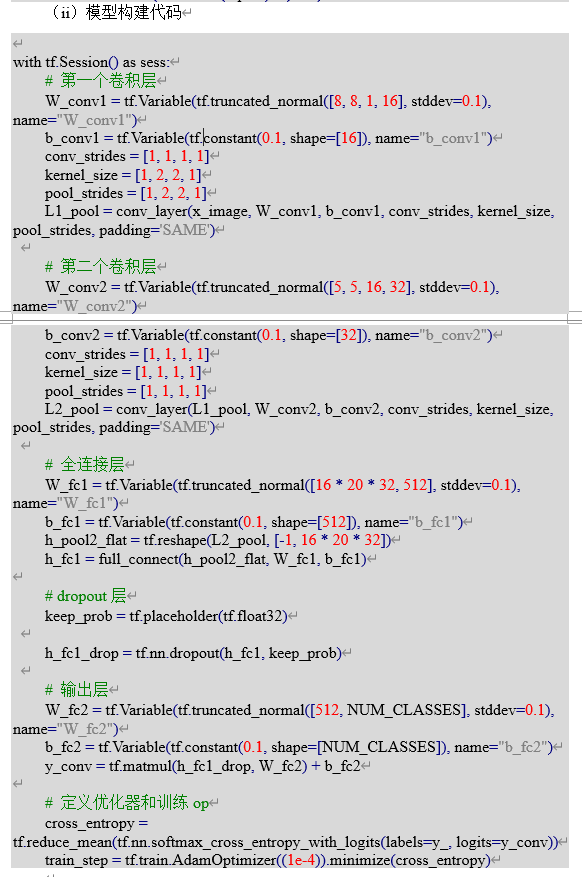 （ii）模型构建代码
with tf.Session() as sess:
# 第一个卷积层
W_conv1 = tf.Variable(tf.truncated_normal([8, 8, 1, 16], stddev=0.1),
name="W_conv1")
b_conv1 = tf.Variable(tf.constant(0.1, shape=[16]), name="b_conv1")
conv_strides = [1, 1, 1, 1]
kernel_size = [1, 2, 2, 1]
pool_strides = [1, 2, 2, 1]
L1_pool = conv_layer(x_image, W_conv1, b_conv1, conv_strides, kernel_size,
pool_strides, padding='SAME')
# 第二个卷积层
W_conv2 = tf.Variable(tf.truncated_normal([5, 5, 16, 32], stddev=0.1),
name="W_conv2")
b_conv2 = tf.Variable(tf.constant(0.1, shape=[32]), name="b_conv2")
conv_strides = [1, 1, 1, 1]
kernel_size = [1, 1, 1, 1]
pool_strides = [1, 1, 1, 1]
L2_pool = conv_layer(L1_pool, W_conv2, b_conv2, conv_strides, kernel_size,
pool_strides, padding='SAME')
# 全连接层
W_fc1 = tf.Variable(tf.truncated_normal([16 * 20 * 32, 512], stddev=0.1),
name="W_fc1")
b_fc1 = tf.Variable(tf.constant(0.1, shape=[512]), name="b_fc1")
h_pool2_flat = tf.reshape(L2_pool, [-1, 16 * 20 * 32])
h_fc1 = full_connect(h_pool2_flat, W_fc1, b_fc1)
# dropout 层
keep_prob = tf.placeholder(tf.float32)
h_fc1_drop = tf.nn.dropout(h_fc1, keep_prob)
# 输出层
W_fc2 = tf.Variable(tf.truncated_normal([512, NUM_CLASSES], stddev=0.1),
name="W_fc2")
b_fc2 = tf.Variable(tf.constant(0.1, shape=[NUM_CLASSES]), name="b_fc2")
y_conv = tf.matmul(h_fc1_drop, W_fc2) + b_fc2
# 定义优化器和训练 op
cross_entropy =
tf.reduce_mean(tf.nn.softmax_cross_entropy_with_logits(labels=y_, logits=y_conv))
train_step = tf.train.AdamOptimizer((1e-4)).minimize(cross_entropy)